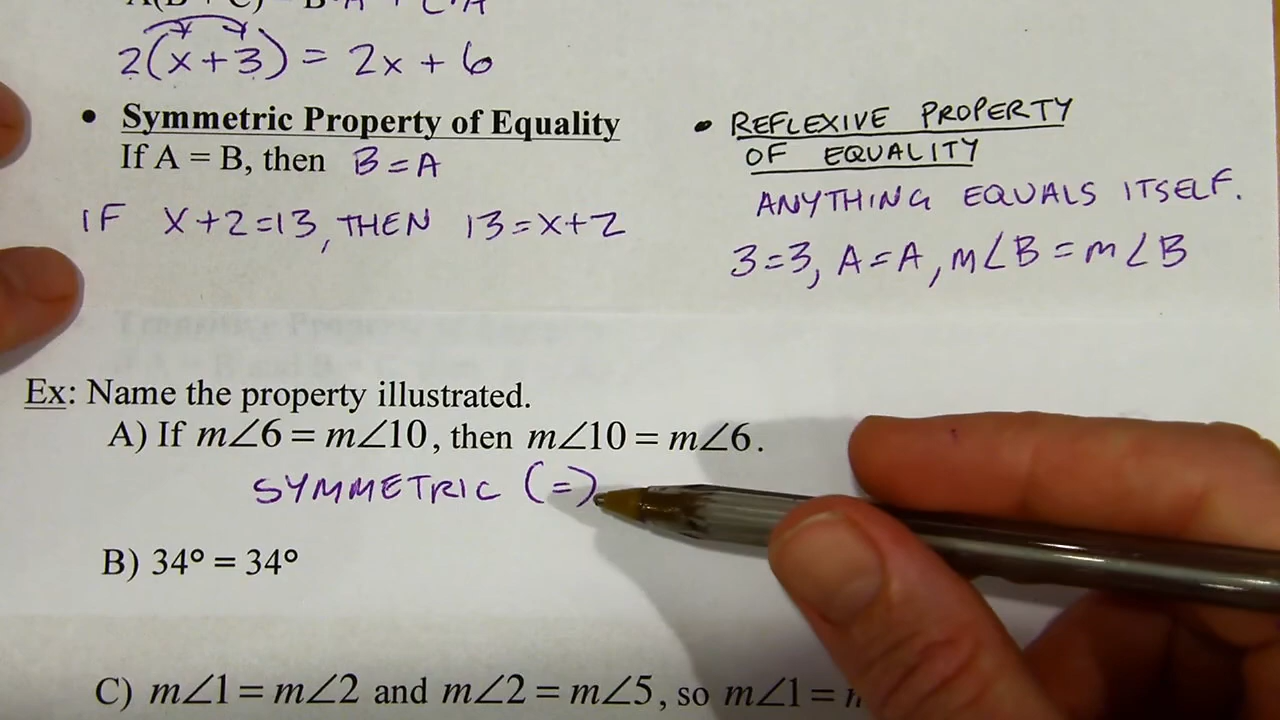 2(x+3) = 2x + 6
• Symmetric Property of Equality
If A = B, then B = A
IF x+2=13, THEN 13=x+2
• REFLEXIVE PROPERTY
OF EQUALITY
ANYTHING EQUALS ITSELF.
3=3, A=A, m∠B = m∠B
Ex: Name the property illustrated.
A) If m∠6 = m∠10, then m∠10 = m∠6.
SYMMETRIC (=)
B) 34° = 34°
C) m∠1 = m∠2 and m∠2 = m∠5, so m∠1 =